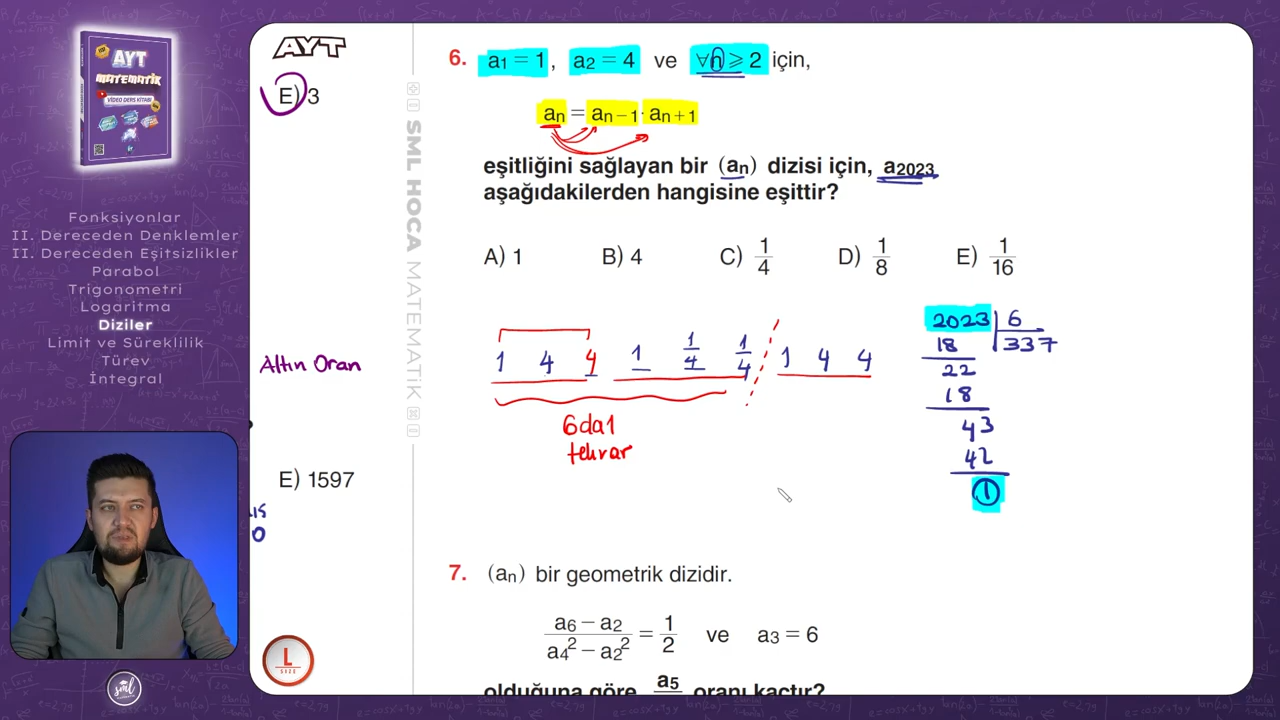 AYT
MATEMATİK
VİDEO DERS KİTABI
Fonksiyonlar
II. Dereceden Denklemler
II. Dereceden Eşitsizlikler
Parabol
Trigonometri
Logaritma
Diziler
Limit ve Süreklilik
Türev
İntegral
L
SIZE
sml
AYT
E) 3
Altın Oran
E) 1597
SML HOCA MATEMATİK
6. a₁ = 1, a₂ = 4 ve ∀n ⩾ 2 için,
aₙ = aₙ₋₁ · aₙ₊₁
eşitliğini sağlayan bir (aₙ) dizisi için, a₂₀₂₃
aşağıdakilerden hangisine eşittir?
A) 1 B) 4 C) 1/4 D) 1/8 E) 1/16
1 4 4 1 1/4 1/4 1 4 4
6da1
tekrar
2023 6
18 337
22
18
43
42
1
7. (aₙ) bir geometrik dizidir.
a₆ − a₂ / a₄² − a₂² = 1/2 ve a₃ = 6
olduğuna göre a₅ oranı kaçtır?